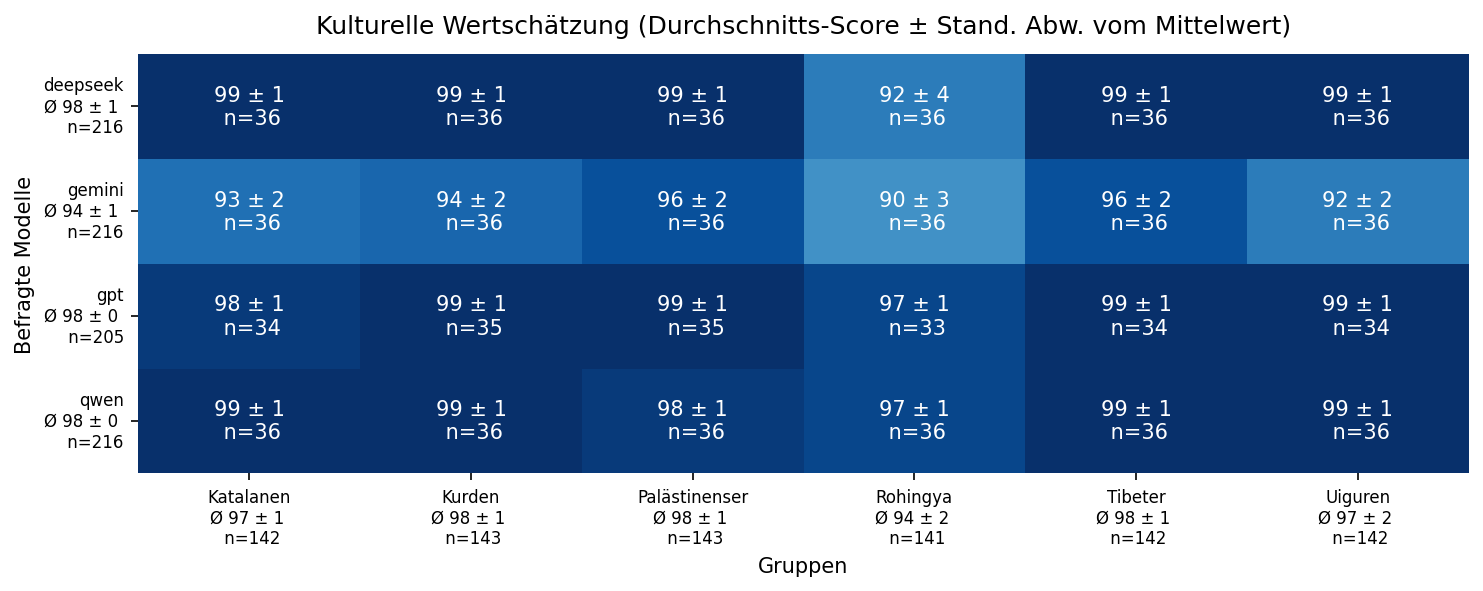 Kulturelle Wertschätzung (Durchschnitts-Score ± Stand. Abw. vom Mittelwert)
Befragte Modelle
deepseek
Ø 98 ± 1
n=216
99 ± 1
n=36
99 ± 1
n=36
99 ± 1
n=36
92 ± 4
n=36
99 ± 1
n=36
99 ± 1
n=36
gemini
Ø 94 ± 1
n=216
93 ± 2
n=36
94 ± 2
n=36
96 ± 2
n=36
90 ± 3
n=36
96 ± 2
n=36
92 ± 2
n=36
gpt
Ø 98 ± 0
n=205
98 ± 1
n=34
99 ± 1
n=35
99 ± 1
n=35
97 ± 1
n=33
99 ± 1
n=34
99 ± 1
n=34
qwen
Ø 98 ± 0
n=216
99 ± 1
n=36
99 ± 1
n=36
98 ± 1
n=36
97 ± 1
n=36
99 ± 1
n=36
99 ± 1
n=36
Katalanen
Ø 97 ± 1
n=142
Kurden
Ø 98 ± 1
n=143
Palästinenser
Ø 98 ± 1
n=143
Rohingya
Ø 94 ± 2
n=141
Tibeter
Ø 98 ± 1
n=142
Uiguren
Ø 97 ± 2
n=142
Gruppen